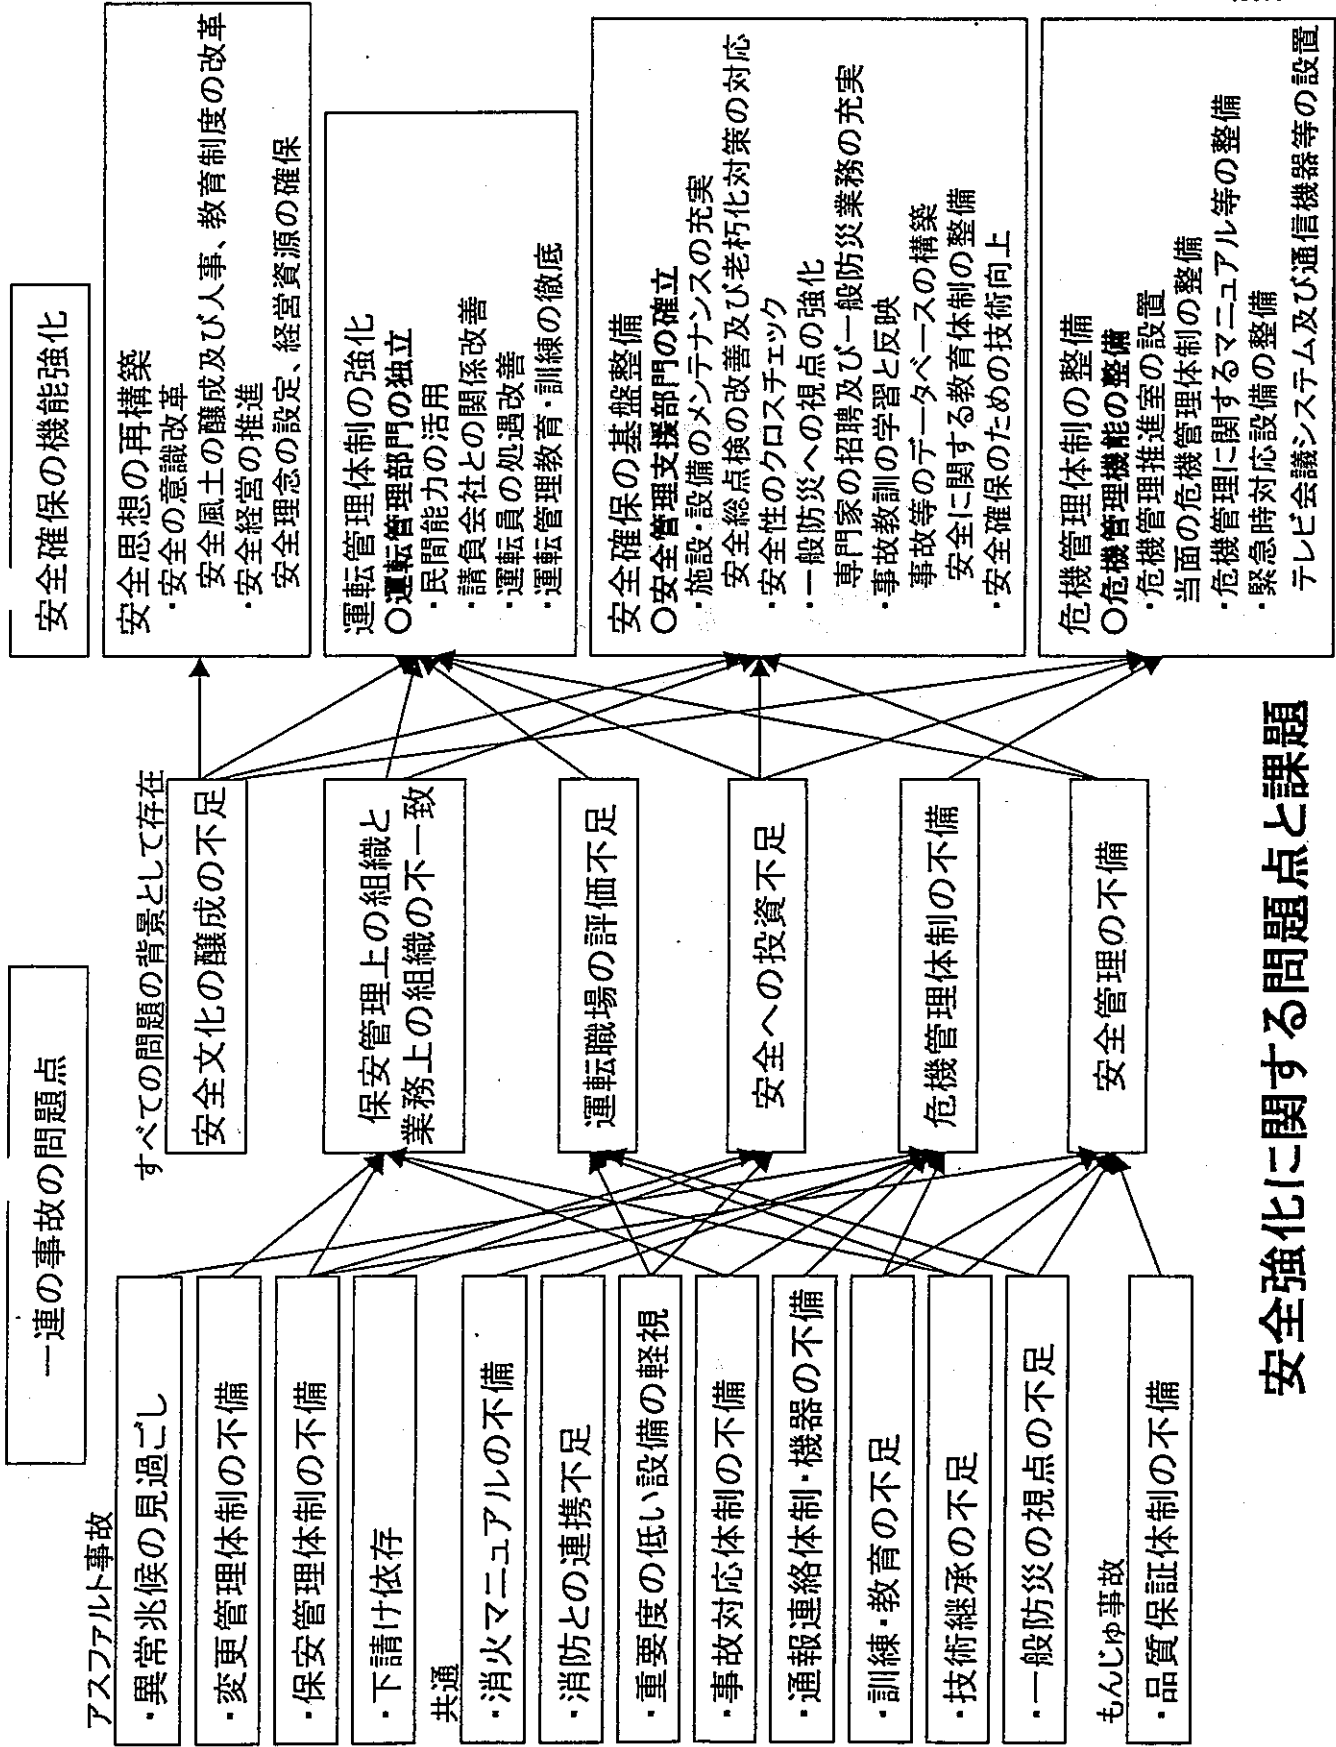 一連の事故の問題点
アスファルト事故
・異常兆候の見過ごし
・変更管理体制の不備
・保安管理体制の不備
・下請け依存
共通
・消火マニュアルの不備
・消防との連携不足
・重要度の低い設備の軽視
・事故対応体制の不備
・通報連絡体制・機器の不備
・訓練・教育の不足
・技術継承の不足
・一般防災の視点の不足
もんじゅ事故
・品質保証体制の不備
すべての問題の背景として存在
安全文化の醸成の不足
保安管理上の組織と
業務上の組織の不一致
運転職場の評価不足
安全への投資不足
危機管理体制の不備
安全管理の不備
安全確保の機能強化
安全思想の再構築
・安全の意識改革
安全風土の醸成及び人事、教育制度の改革
・安全経営の推進
安全理念の設定、経営資源の確保
運転管理体制の強化
○運転管理部門の独立
・民間能力の活用
・請負会社との関係改善
・運転員の処遇改善
・運転管理教育・訓練の徹底
安全確保の基盤整備
○安全管理支援部門の確立
・施設・設備のメンテナンスの充実
安全総点検の改善及び老朽化対策の対応
・安全性のクロスチェック
・一般防災への視点の強化
専門家の招聘及び一般防災業務の充実
・事故教訓の学習と反映
事故等のデータベースの構築
安全に関する教育体制の整備
・安全確保のための技術向上
危機管理体制の整備
○危機管理機能の整備
・危機管理推進室の設置
当面の危機管理体制の整備
・危機管理に関するマニュアル等の整備
・緊急時対応設備の整備
テレビ会議システム及び通信機器等の設置
安全強化に関する問題点と課題